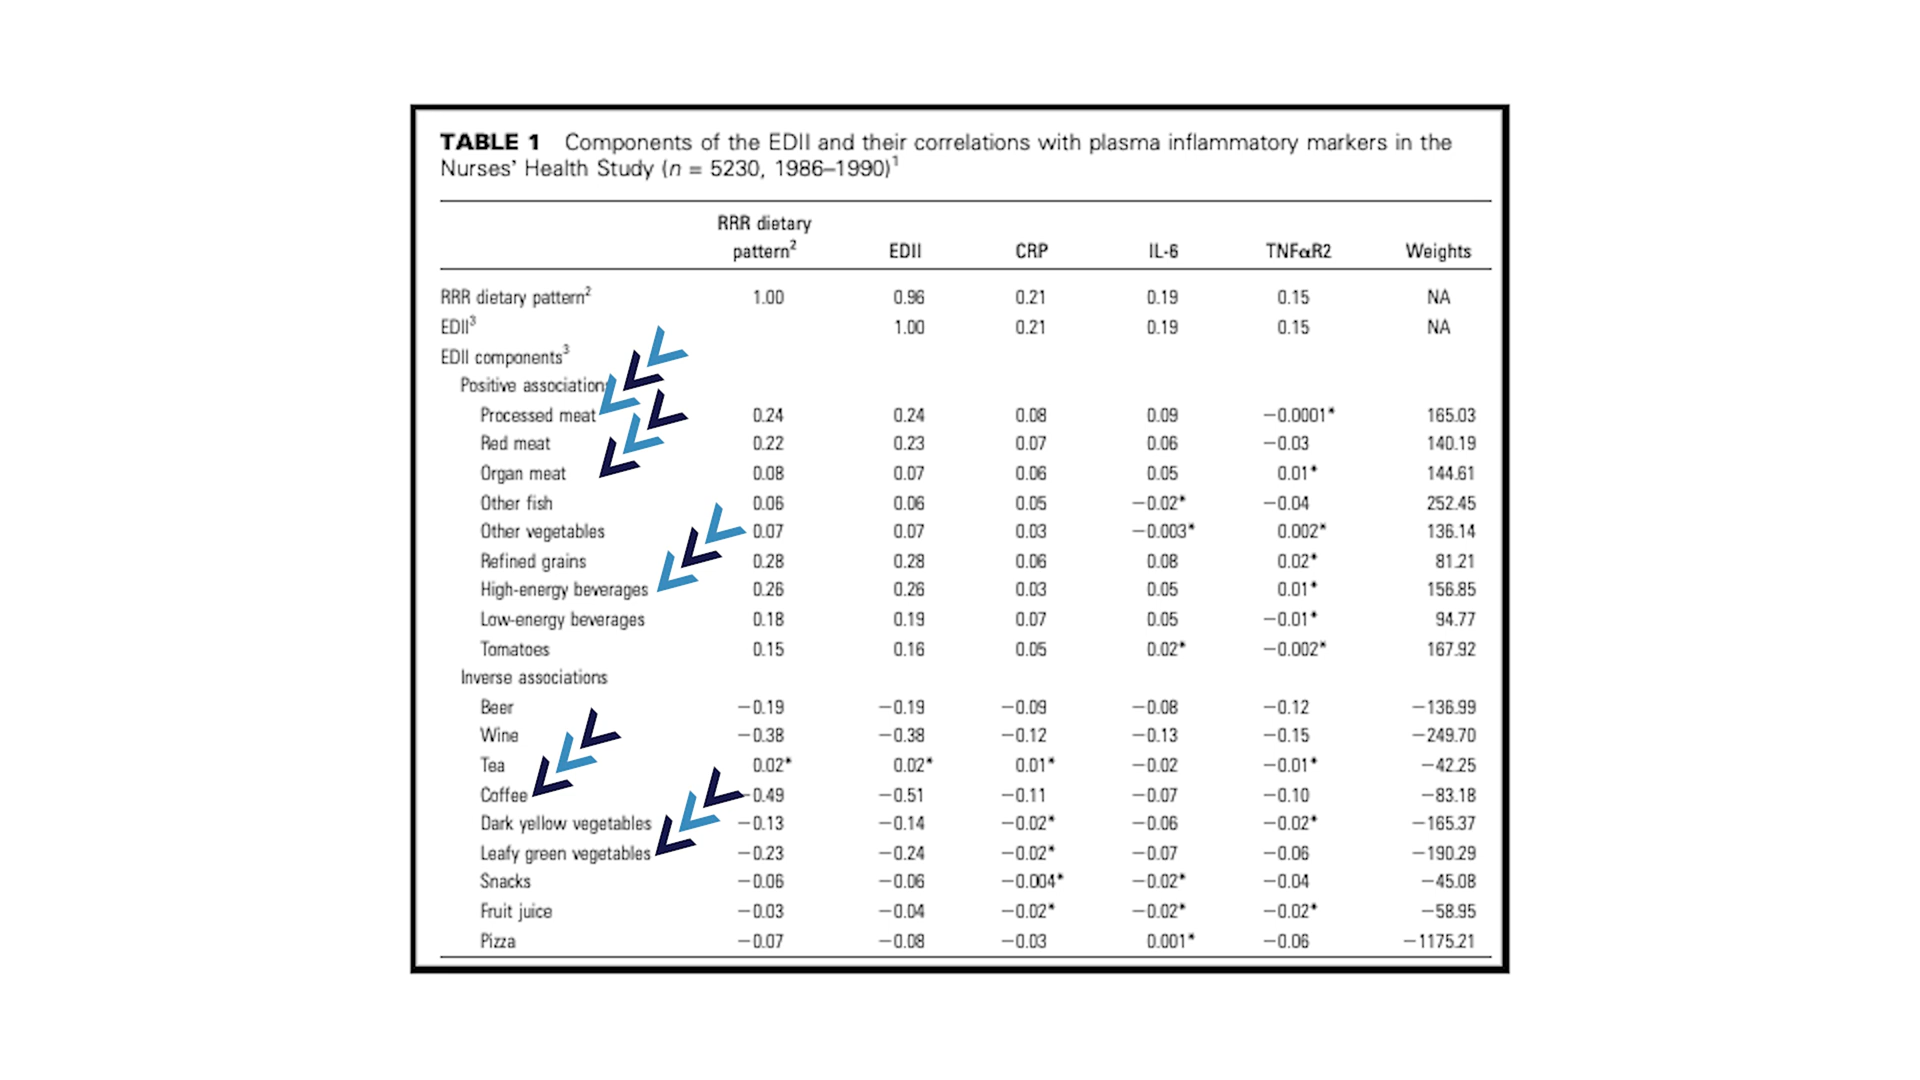 TABLE 1 Components of the EDII and their correlations with plasma inflammatory markers in the
Nurses' Health Study (n = 5230, 1986–1990)¹
RRR dietary pattern² EDII CRP IL-6 TNFαR2 Weights
RRR dietary pattern² 1.00 0.96 0.21 0.19 0.15 NA
EDII³ 1.00 0.21 0.19 0.15 NA
EDII components³
Positive association
Processed meat 0.24 0.24 0.08 0.09 −0.0001* 165.03
Red meat 0.22 0.23 0.07 0.06 −0.03 140.19
Organ meat 0.08 0.07 0.06 0.05 0.01* 144.61
Other fish 0.06 0.06 0.05 −0.02* −0.04 252.45
Other vegetables 0.07 0.07 0.03 −0.003* 0.002* 136.14
Refined grains 0.28 0.28 0.06 0.08 0.02* 81.21
High-energy beverages 0.26 0.26 0.03 0.05 0.01* 156.85
Low-energy beverages 0.18 0.19 0.07 0.05 −0.01* 94.77
Tomatoes 0.15 0.16 0.05 0.02* −0.002* 167.92
Inverse associations
Beer −0.19 −0.19 −0.09 −0.08 −0.12 −136.99
Wine −0.38 −0.38 −0.12 −0.13 −0.15 −249.70
Tea 0.02* 0.02* 0.01* −0.02 −0.01* −42.25
Coffee −0.49 −0.51 −0.11 −0.07 −0.10 −83.18
Dark yellow vegetables −0.13 −0.14 −0.02* −0.06 −0.02* −165.37
Leafy green vegetables −0.23 −0.24 −0.02* −0.07 −0.06 −190.29
Snacks −0.06 −0.06 −0.004* −0.02* −0.04 −45.08
Fruit juice −0.03 −0.04 −0.02* −0.02* −0.02* −58.95
Pizza −0.07 −0.08 −0.03 0.001* −0.06 −1175.21